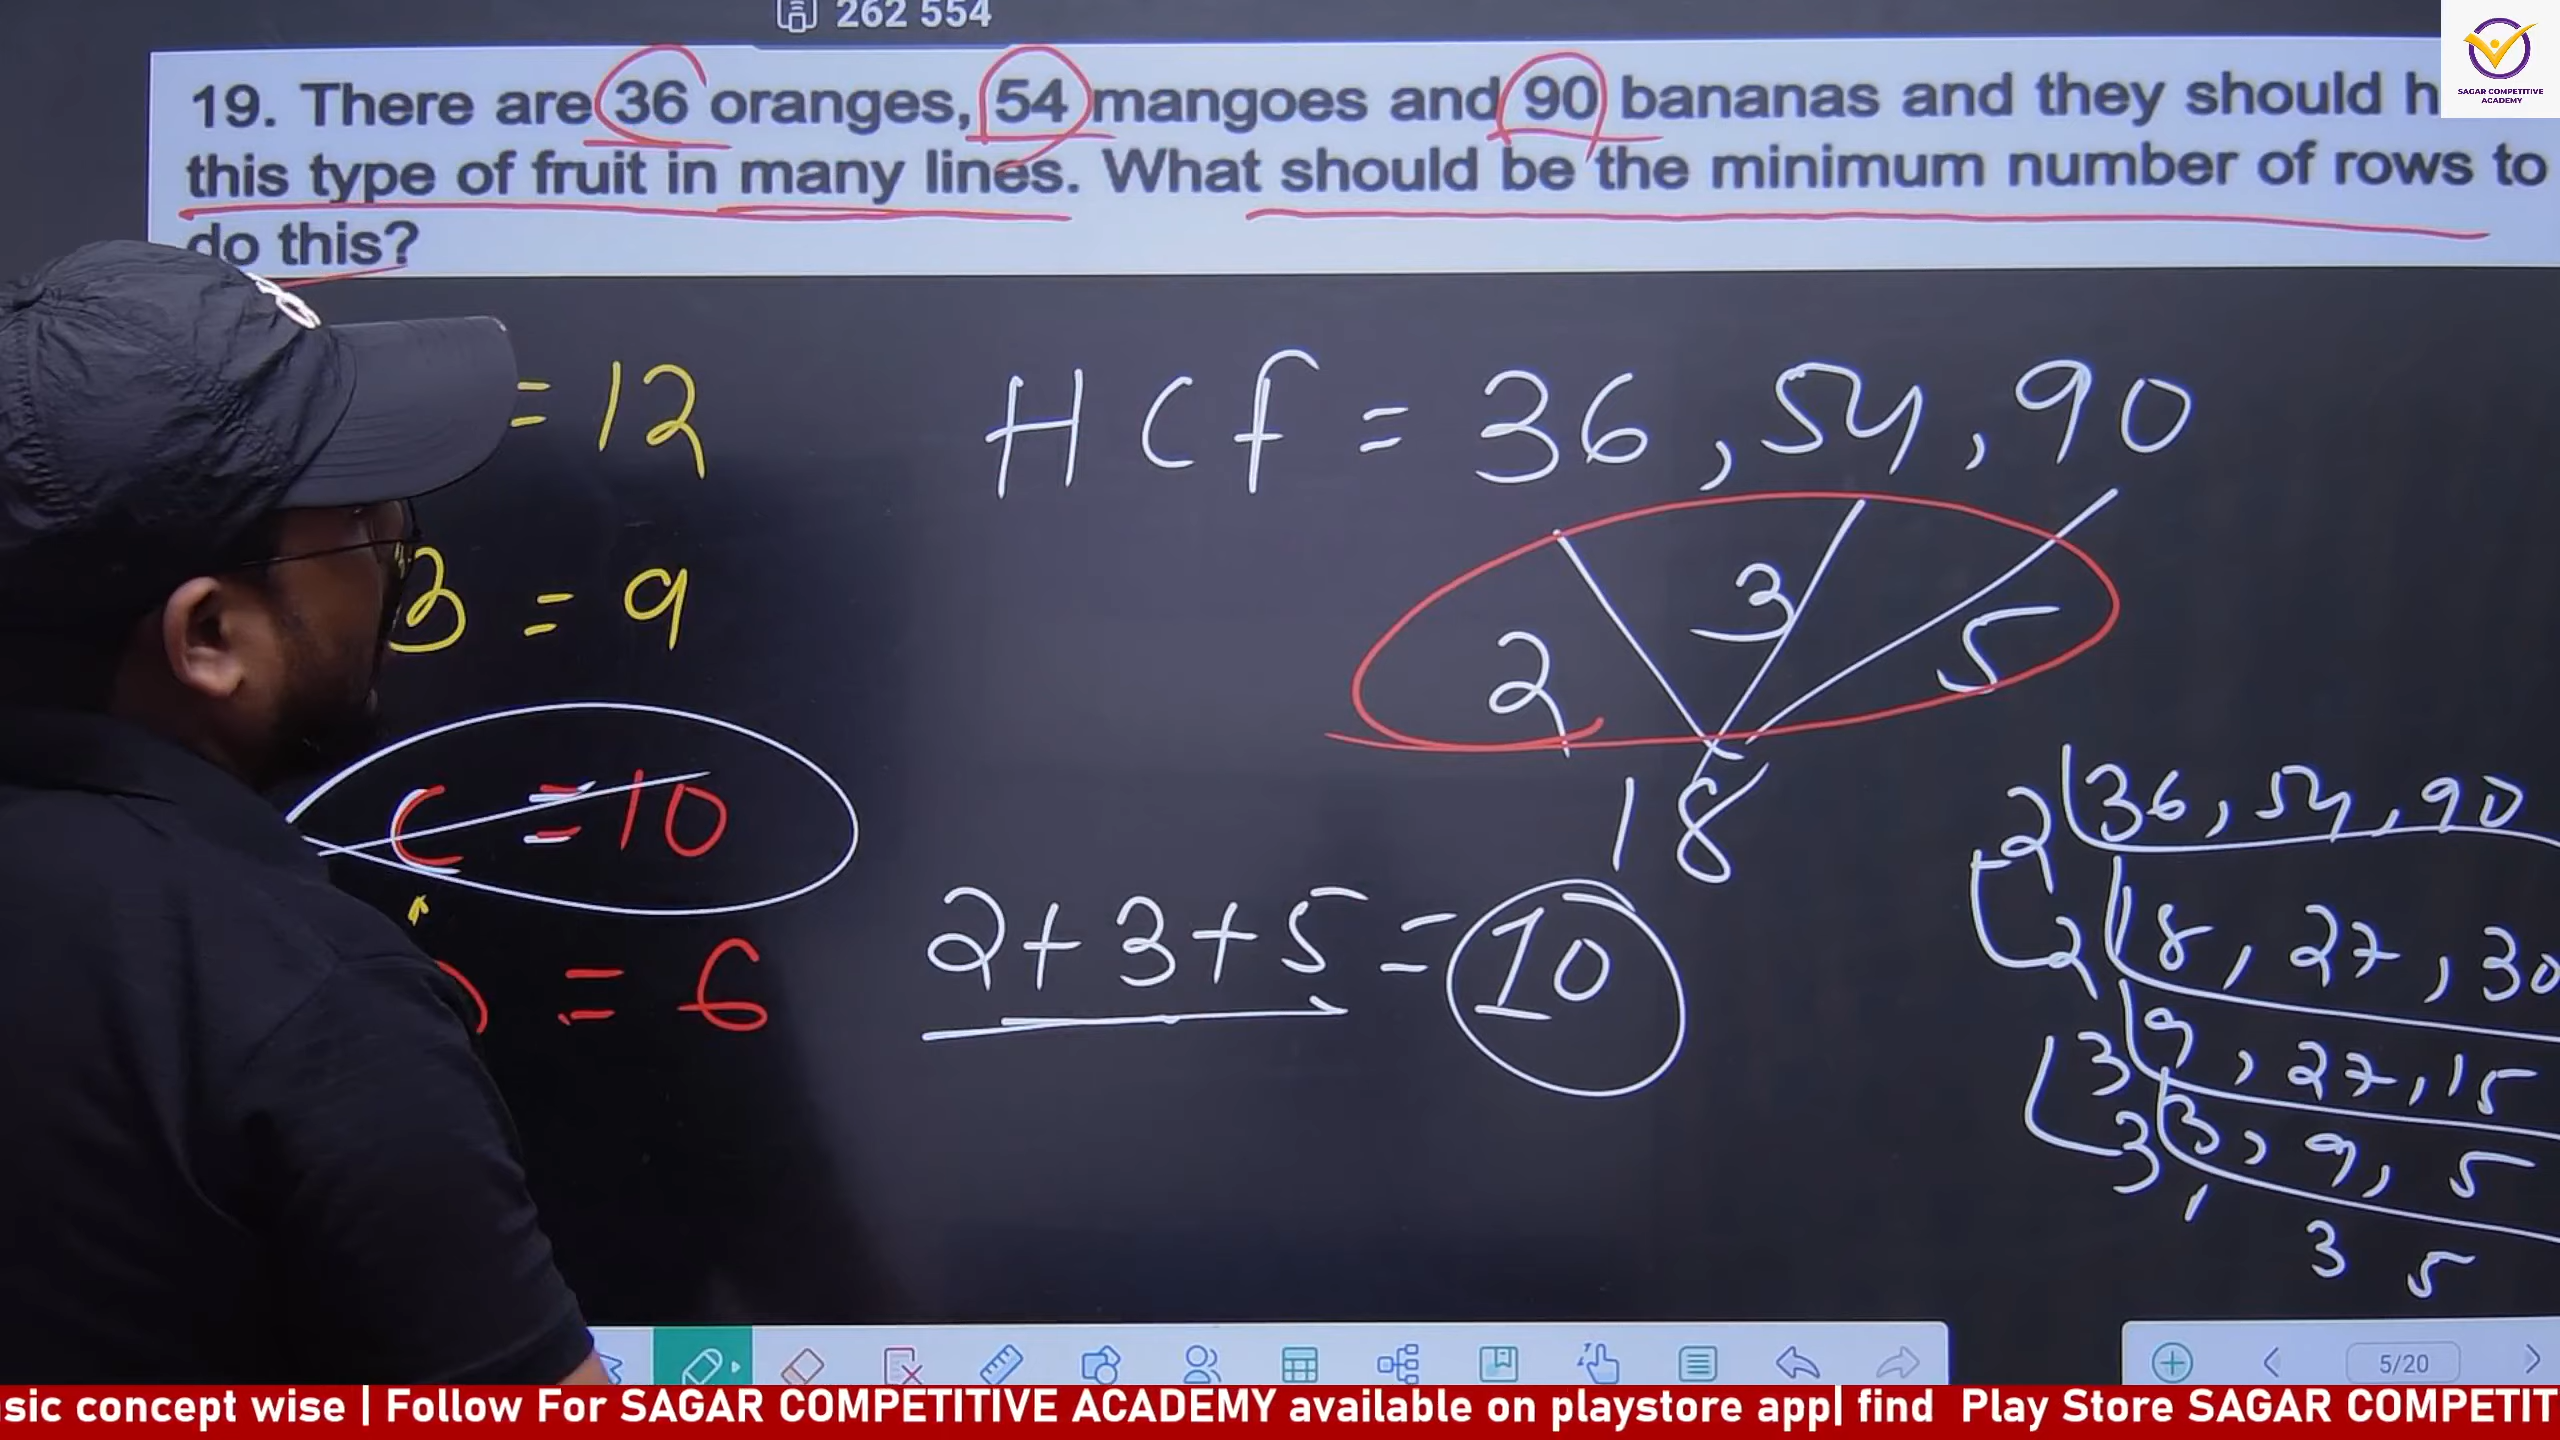 262 554
SAGAR COMPETITIVE
ACADEMY
19. There are 36 oranges, 54 mangoes and 90 bananas and they should h
this type of fruit in many lines. What should be the minimum number of rows to
do this?
= 12
3 = 9
C = 10
= 6
HCf = 36, 54, 90
2 3 5
18
2 + 3 + 5 = 10
2 36, 54, 90
2 18, 27, 30
3 9, 27, 15
3 3, 9, 5
1 3 5
5/20
sic concept wise | Follow For SAGAR COMPETITIVE ACADEMY available on playstore app| find Play Store SAGAR COMPETIT